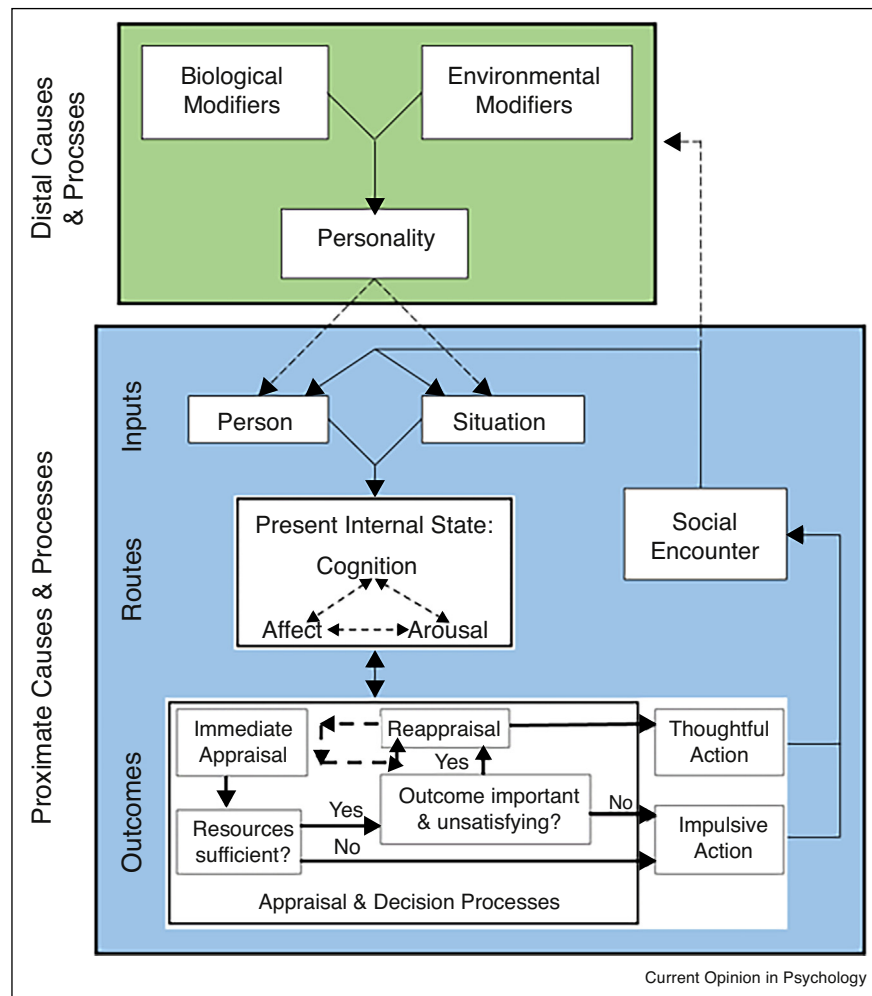 Distal Causes
& Procsses
Biological
Modifiers
Environmental
Modifiers
Personality
Proximate Causes & Processes
Inputs
Person
Situation
Routes
Present Internal State:
Cognition
Affect
Arousal
Social
Encounter
Outcomes
Immediate
Appraisal
Reappraisal
Thoughtful
Action
Yes
Resources
sufficient?
Yes
No
Outcome important
& unsatisfying?
No
Impulsive
Action
Appraisal & Decision Processes
Current Opinion in Psychology